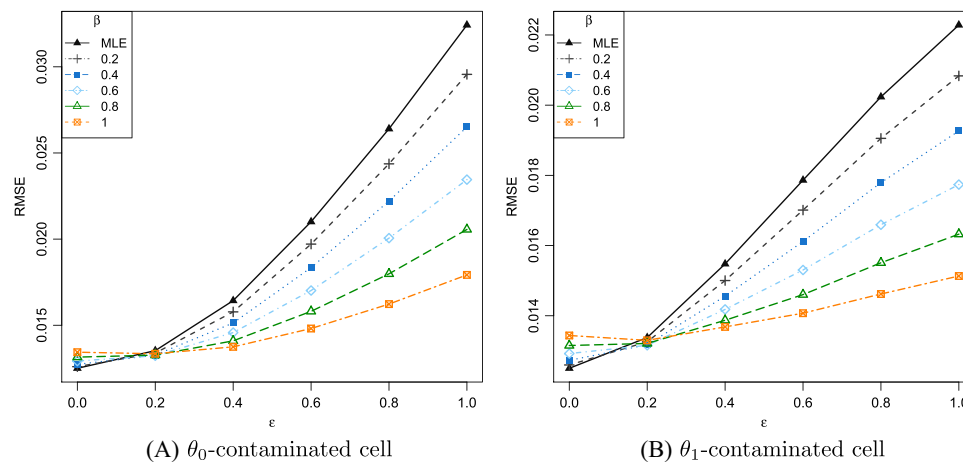 β
MLE
0.2
0.4
0.6
0.8
1
RMSE
0.030
0.025
0.020
0.015
0.0 0.2 0.4 0.6 0.8 1.0
ε
(A) θ0-contaminated cell
β
MLE
0.2
0.4
0.6
0.8
1
RMSE
0.022
0.020
0.018
0.016
0.014
0.0 0.2 0.4 0.6 0.8 1.0
ε
(B) θ1-contaminated cell